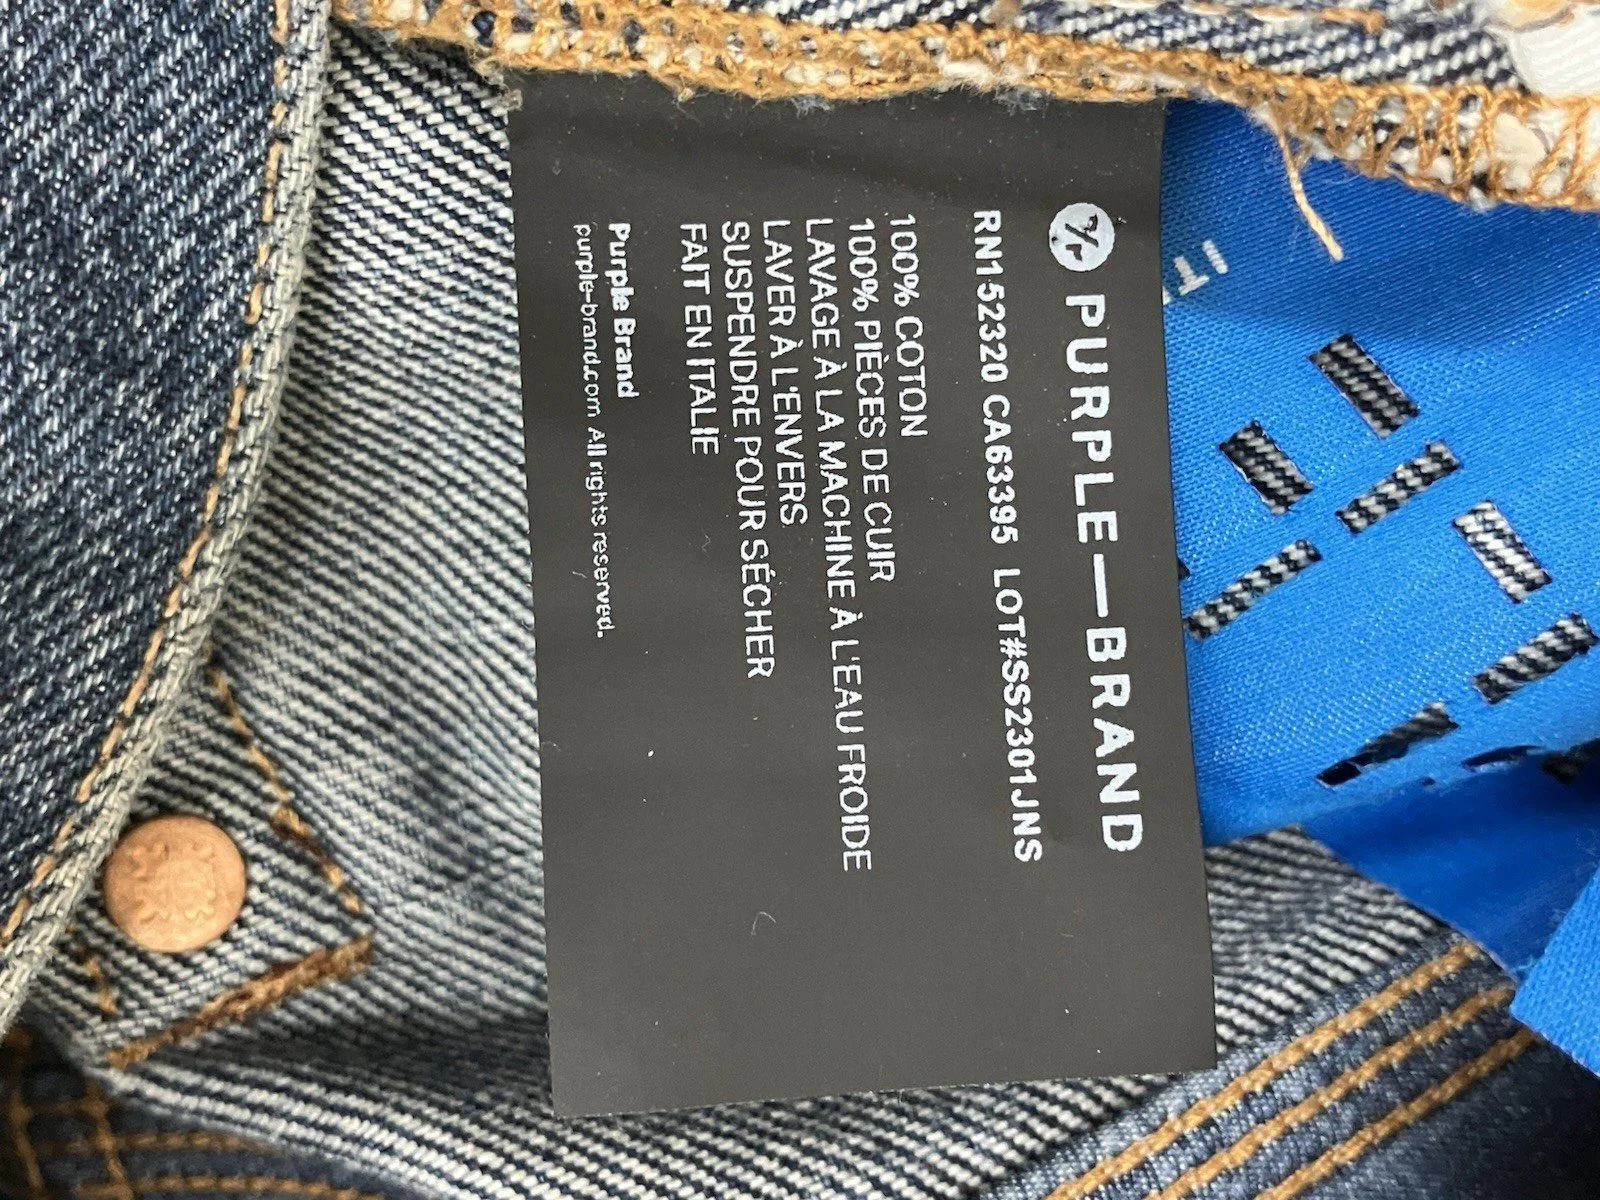 PURPLE—BRAND
RN152320 CA63395 LOT#SS2301JNS
100% COTON
100% PIÈCES DE CUIR
LAVAGE À LA MACHINE À L'EAU FROIDE
LAVER À L'ENVERS
SUSPENDRE POUR SÉCHER
FAIT EN ITALIE
Purple Brand
purple-brand.com All rights reserved.